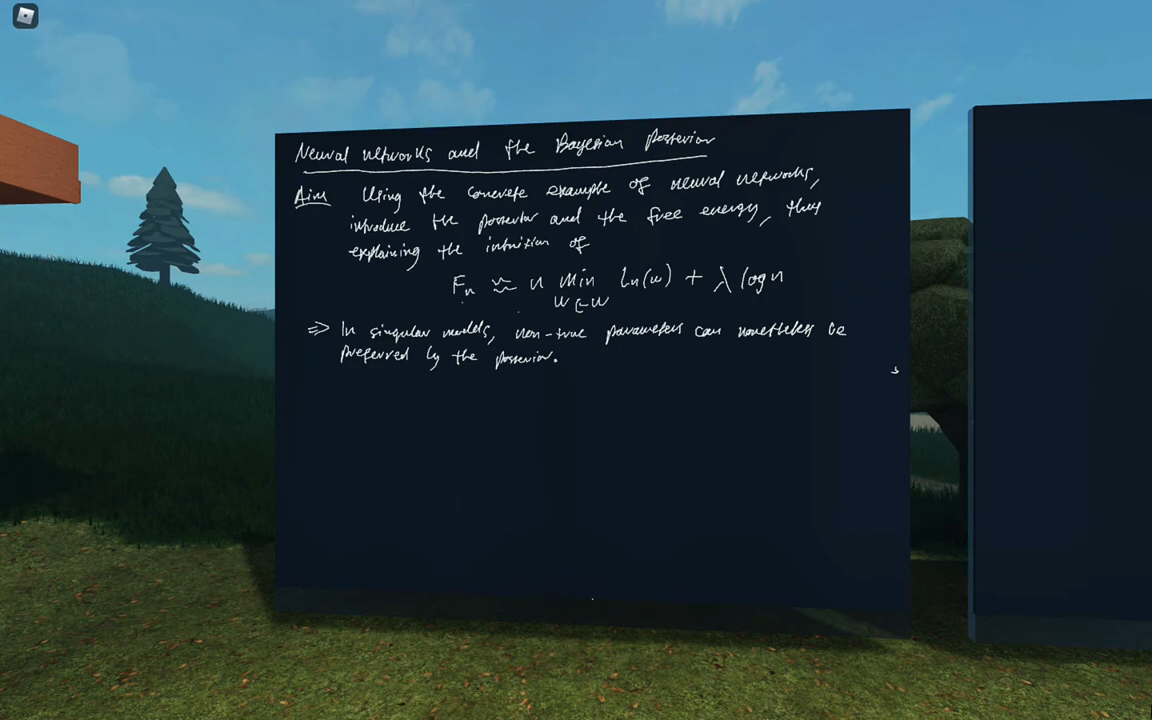 Neural networks and the Bayesian Posterior
Aim Using the concrete example of neural networks,
introduce the posterior and the free energy, thus
explaining the intuition of
Fn ≈ n min Ln(w) + λ log n
w∈W
⇒ In singular models, non-true parameters can nonetheless be
preferred by the posterior.